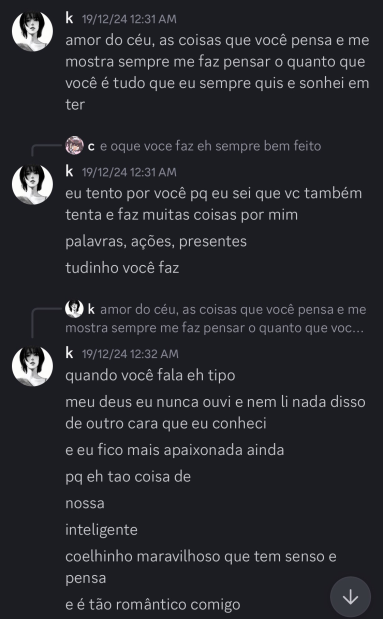 k 19/12/24 12:31 AM
amor do céu, as coisas que você pensa e me
mostra sempre me faz pensar o quanto que
você é tudo que eu sempre quis e sonhei em
ter
c e oque voce faz eh sempre bem feito
k 19/12/24 12:31 AM
eu tento por você pq eu sei que vc também
tenta e faz muitas coisas por mim
palavras, ações, presentes
tudinho você faz
k amor do céu, as coisas que você pensa e me
mostra sempre me faz pensar o quanto que voc...
k 19/12/24 12:32 AM
quando você fala eh tipo
meu deus eu nunca ouvi e nem li nada disso
de outro cara que eu conheci
e eu fico mais apaixonada ainda
pq eh tao coisa de
nossa
inteligente
coelhinho maravilhoso que tem senso e
pensa
e é tão romântico comigo